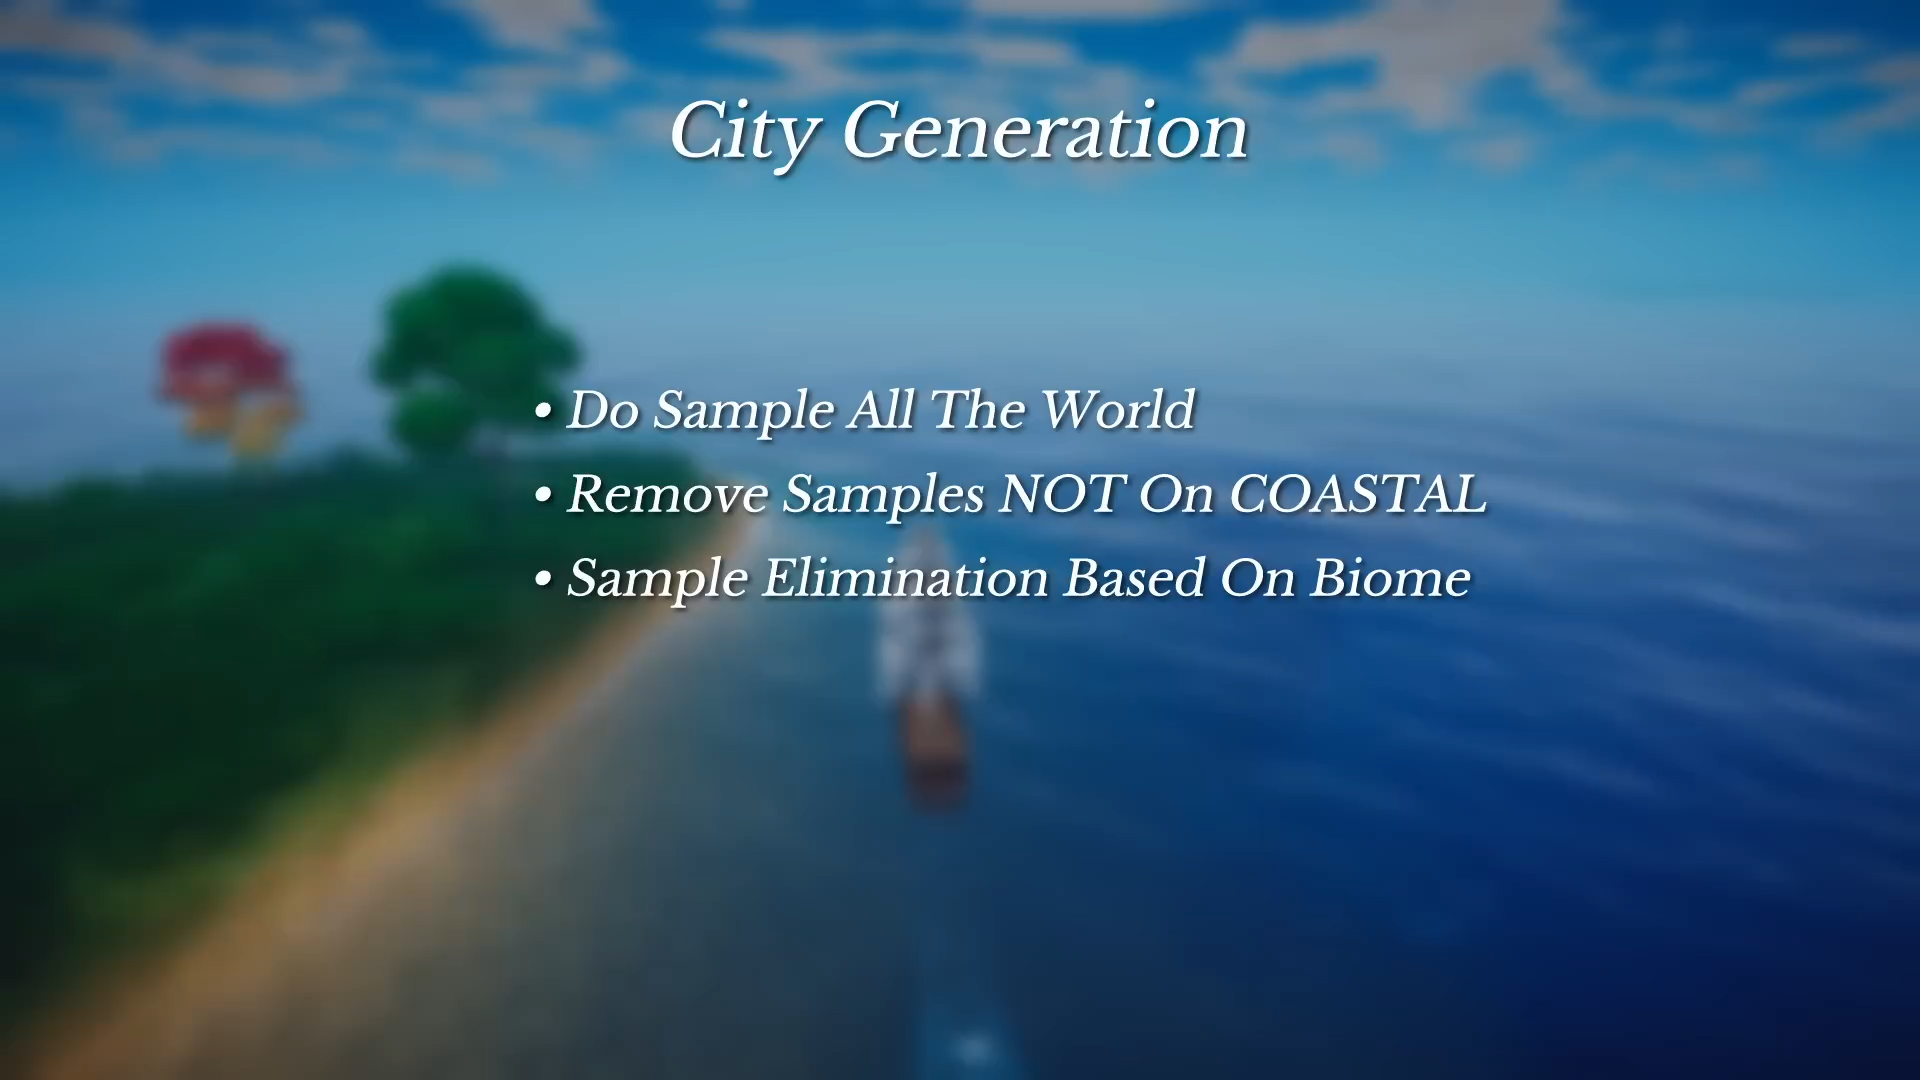 City Generation
• Do Sample All The World
• Remove Samples NOT On COASTAL
• Sample Elimination Based On Biome